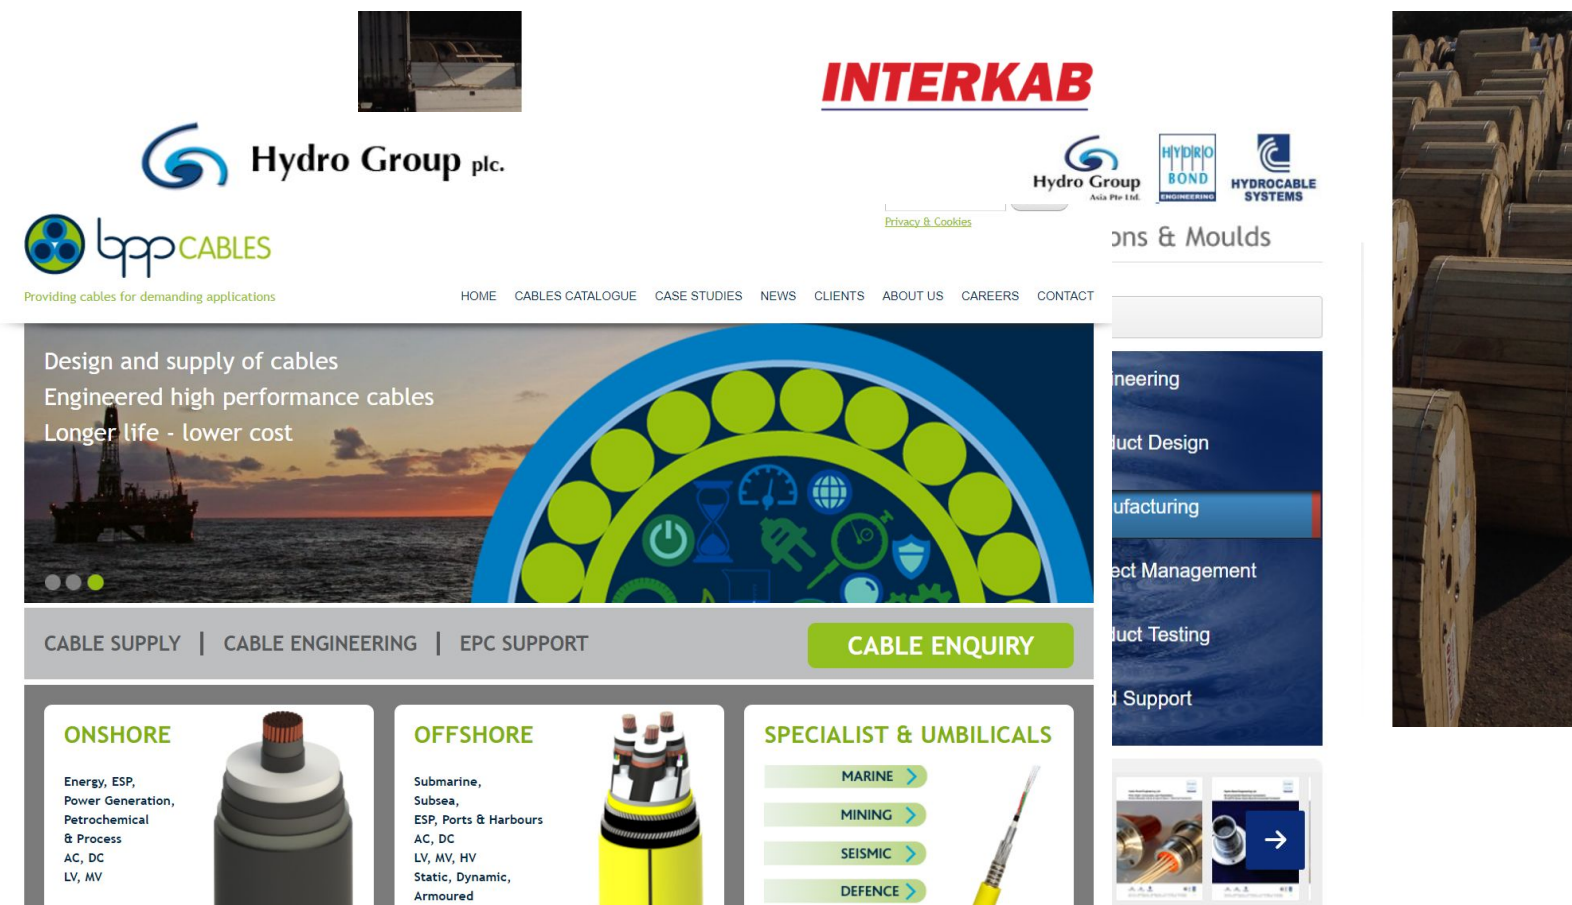 INTERKAB
Hydro Group plc.
Hydro Group
Asia Pte Ltd.
HYDRO
BOND
ENGINEERING
HYDROCABLE
SYSTEMS
bpp CABLES
Providing cables for demanding applications
Privacy & Cookies
ons & Moulds
HOME CABLES CATALOGUE CASE STUDIES NEWS CLIENTS ABOUT US CAREERS CONTACT
Design and supply of cables
Engineered high performance cables
Longer life - lower cost
ineering
duct Design
ufacturing
ect Management
duct Testing
d Support
CABLE SUPPLY | CABLE ENGINEERING | EPC SUPPORT
CABLE ENQUIRY
ONSHORE
Energy, ESP,
Power Generation,
Petrochemical
& Process
AC, DC
LV, MV
OFFSHORE
Submarine,
Subsea,
ESP, Ports & Harbours
AC, DC
LV, MV, HV
Static, Dynamic,
Armoured
SPECIALIST & UMBILICALS
MARINE
MINING
SEISMIC
DEFENCE